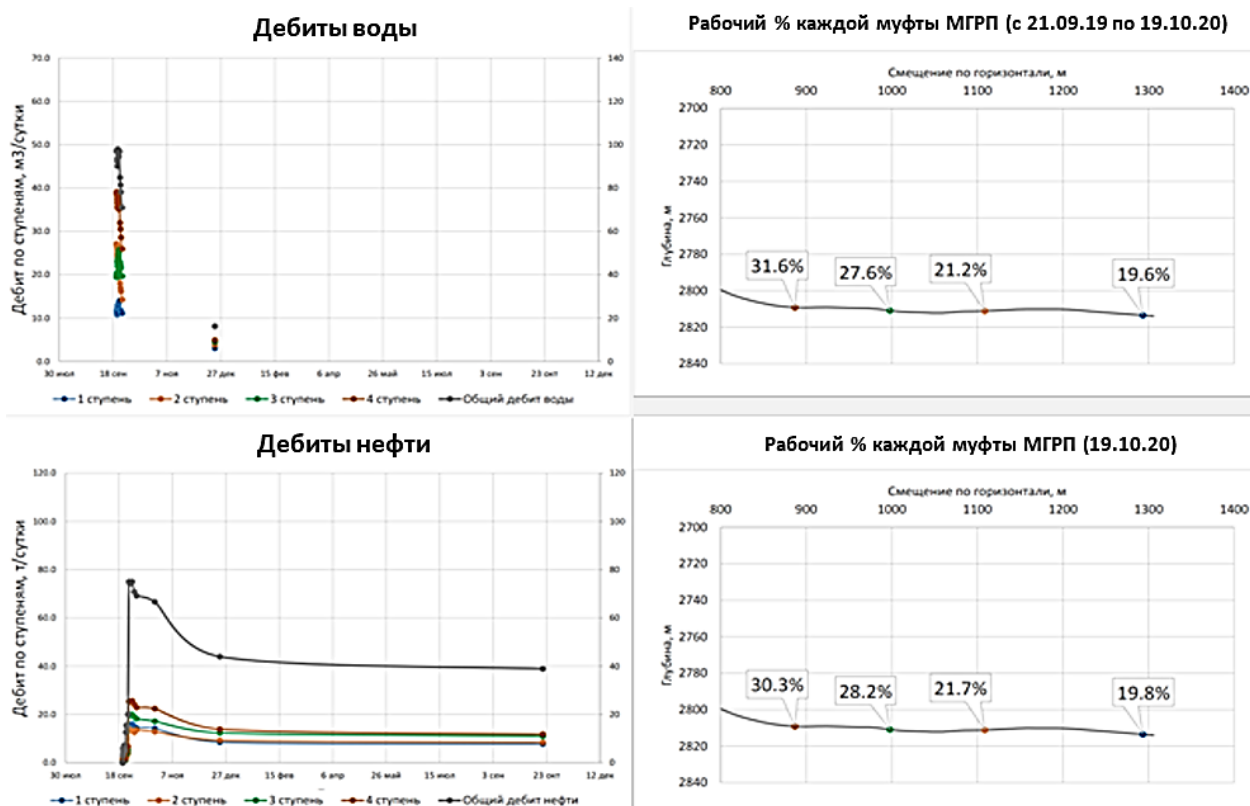 Дебиты воды
70.0
60.0
50.0
40.0
30.0
20.0
10.0
0.0
Дебит по ступеням, м3/сутки
140
120
100
80
60
40
20
0
30 июл 18 сен 7 ноя 27 дек 15 фев 6 апр 26 май 15 июл 3 сен 23 окт 12 дек
1 ступень 2 ступень 3 ступень 4 ступень Общий дебит воды
Рабочий % каждой муфты МГРП (с 21.09.19 по 19.10.20)
Смещение по горизонтали, м
800 900 1000 1100 1200 1300 1400
2700
2720
2740
2760
2780
2800
2820
2840
Глубина, м
31.6% 27.6% 21.2% 19.6%
Дебиты нефти
120.0
100.0
80.0
60.0
40.0
20.0
0.0
Дебит по ступеням, т/сутки
120
100
80
60
40
20
0
30 июл 18 сен 7 ноя 27 дек 15 фев 6 апр 26 май 15 июл 3 сен 23 окт 12 дек
1 ступень 2 ступень 3 ступень 4 ступень Общий дебит нефти
Рабочий % каждой муфты МГРП (19.10.20)
Смещение по горизонтали, м
800 900 1000 1100 1200 1300 1400
2700
2720
2740
2760
2780
2800
2820
2840
Глубина, м
30.3% 28.2% 21.7% 19.8%